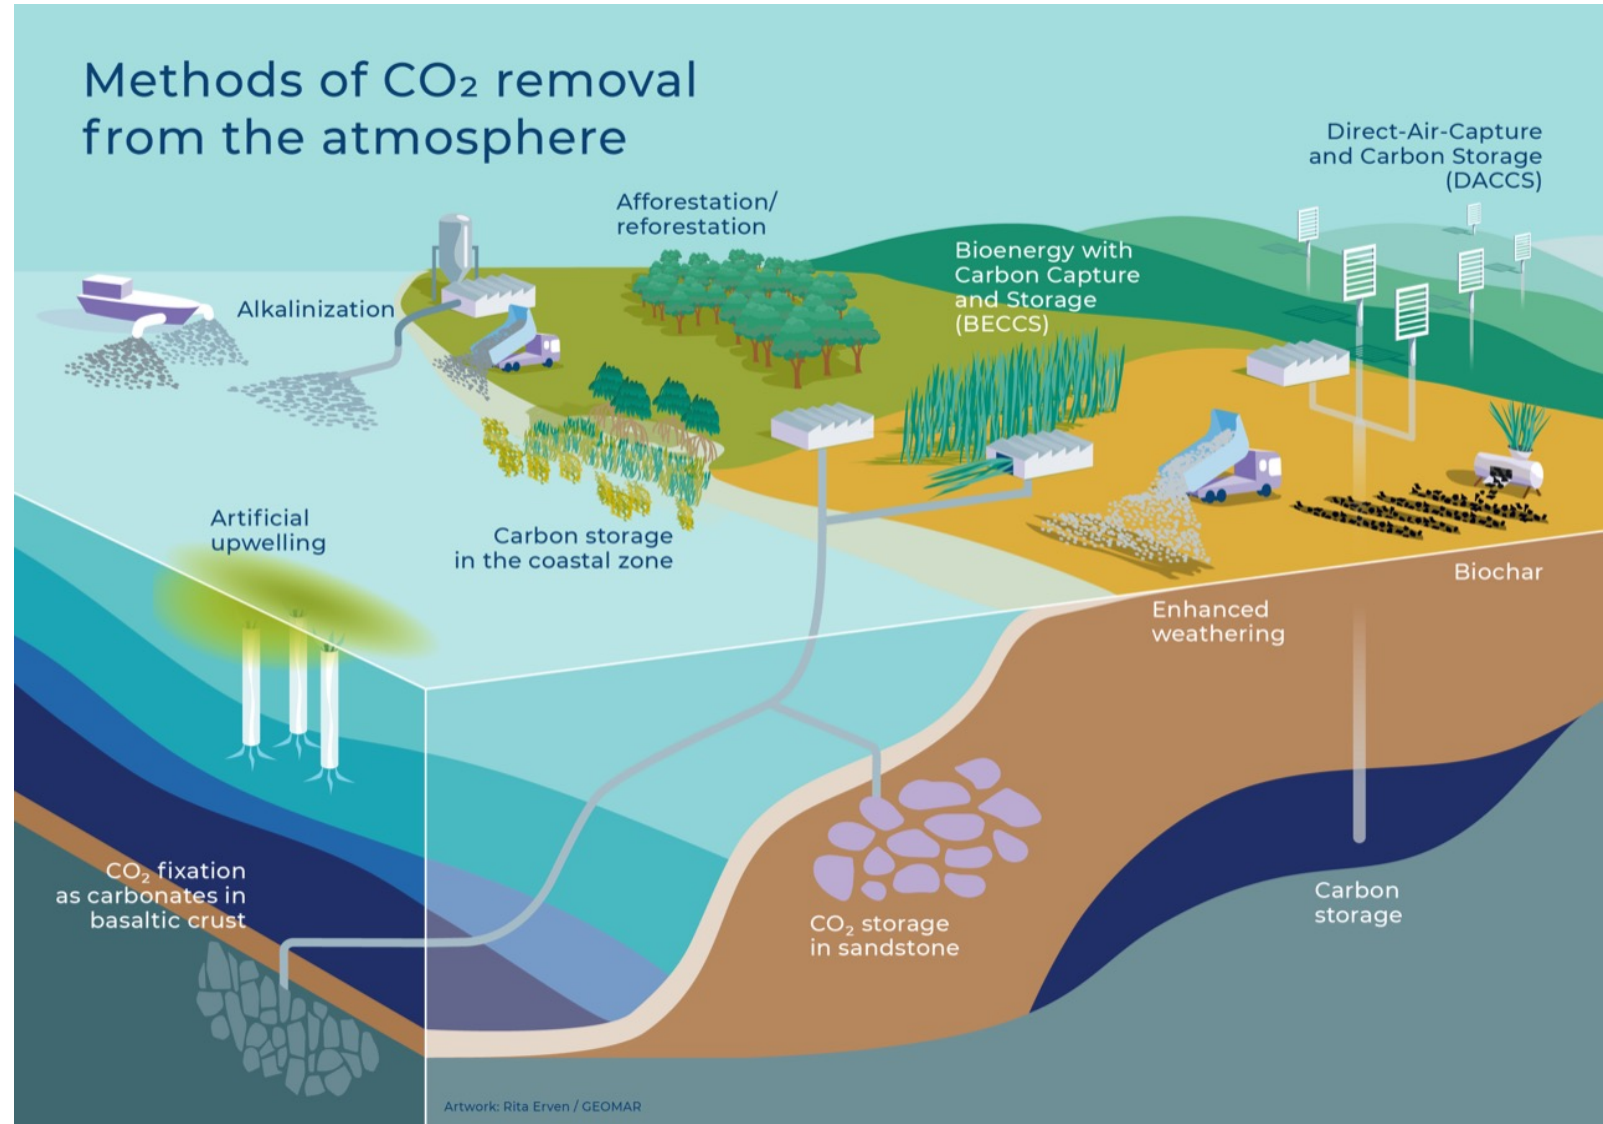 Methods of CO₂ removal
from the atmosphere
Direct-Air-Capture
and Carbon Storage
(DACCS)
Afforestation/
reforestation
Bioenergy with
Carbon Capture
and Storage
(BECCS)
Alkalinization
Artificial
upwelling
Carbon storage
in the coastal zone
Biochar
Enhanced
weathering
CO₂ fixation
as carbonates in
basaltic crust
CO₂ storage
in sandstone
Carbon
storage
Artwork: Rita Erven / GEOMAR